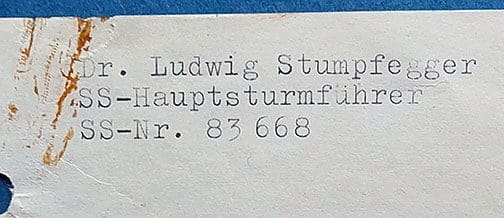 Dr. Ludwig Stumpfegger
SS-Hauptsturmführer
SS-Nr. 83 668